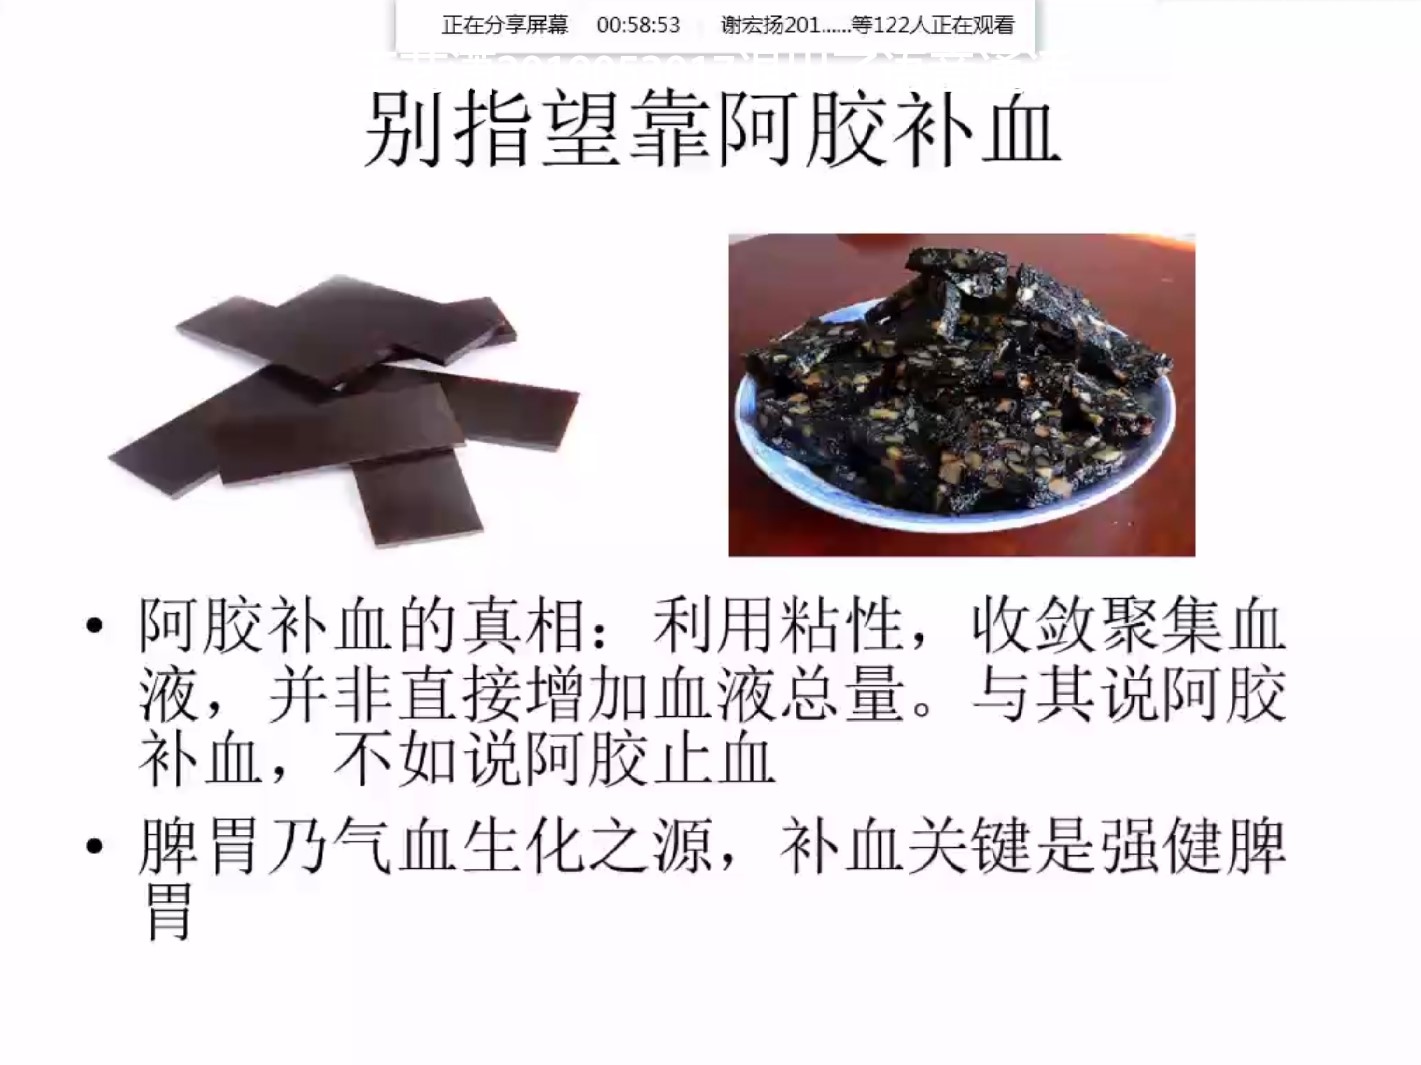 正在分享屏幕 00:58:53 谢宏扬201......等122人正在观看
别指望靠阿胶补血
• 阿胶补血的真相：利用粘性，收敛聚集血
液，并非直接增加血液总量。与其说阿胶
补血，不如说阿胶止血
• 脾胃乃气血生化之源，补血关键是强健脾
胃